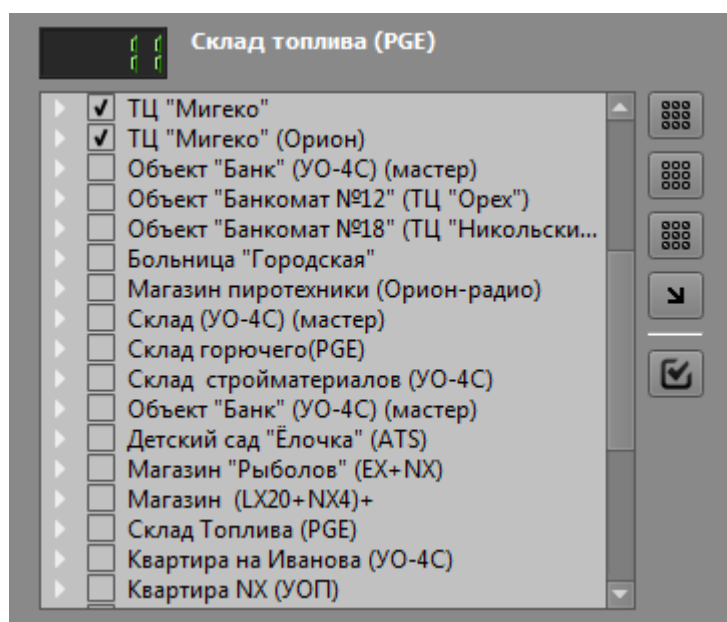 11 Склад топлива (PGE)
ТЦ "Мигеко"
ТЦ "Мигеко" (Орион)
Объект "Банк" (УО-4С) (мастер)
Объект "Банкомат №12" (ТЦ "Орех")
Объект "Банкомат №18" (ТЦ "Никольски...
Больница "Городская"
Магазин пиротехники (Орион-радио)
Склад (УО-4С) (мастер)
Склад горючего(PGE)
Склад  стройматериалов (УО-4С)
Объект "Банк" (УО-4С) (мастер)
Детский сад "Ёлочка" (ATS)
Магазин "Рыболов" (EX+NX)
Магазин  (LX20+NX4)+
Склад Топлива (PGE)
Квартира на Иванова (УО-4С)
Квартира NX (УОП)